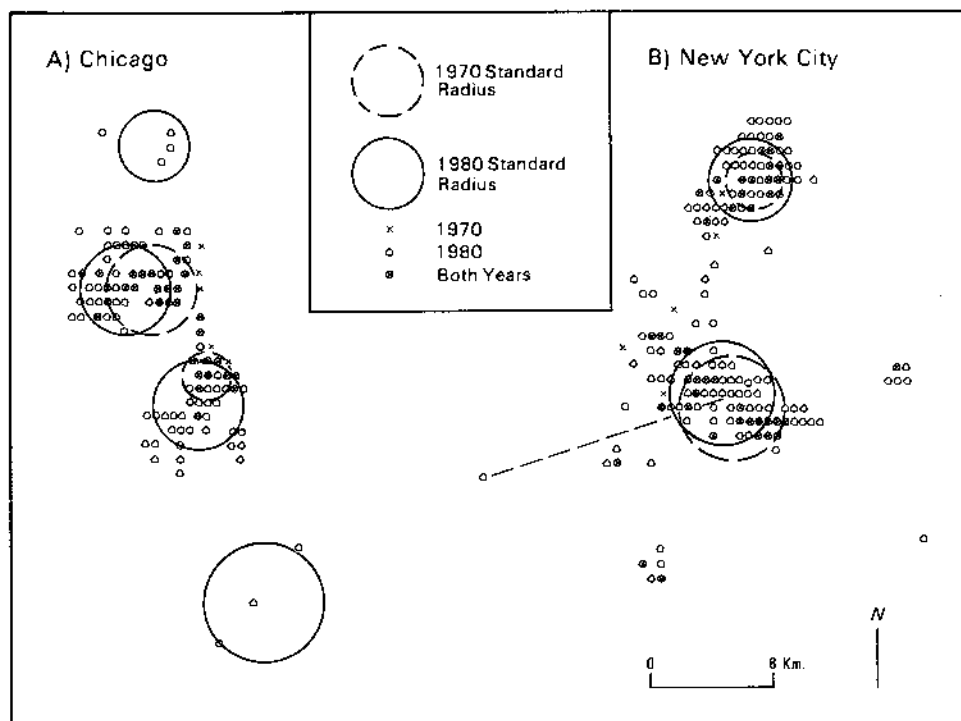 A) Chicago
1970 Standard
Radius
1980 Standard
Radius
× 1970
1980
Both Years
B) New York City
N
0 8 Km.